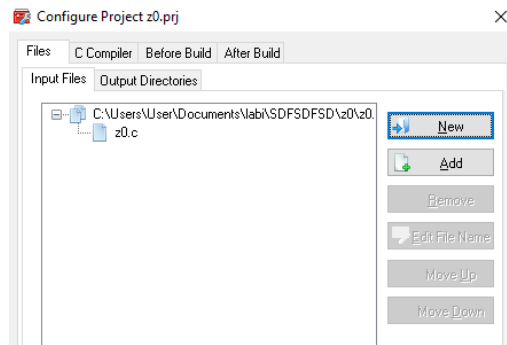 Configure Project z0.prj
Files C Compiler Before Build After Build
Input Files Output Directories
C:\Users\User\Documents\labi\SDFSDFSD\z0\z0.
z0.c
New
Add
Remove
Edit File Name
Move Up
Move Down